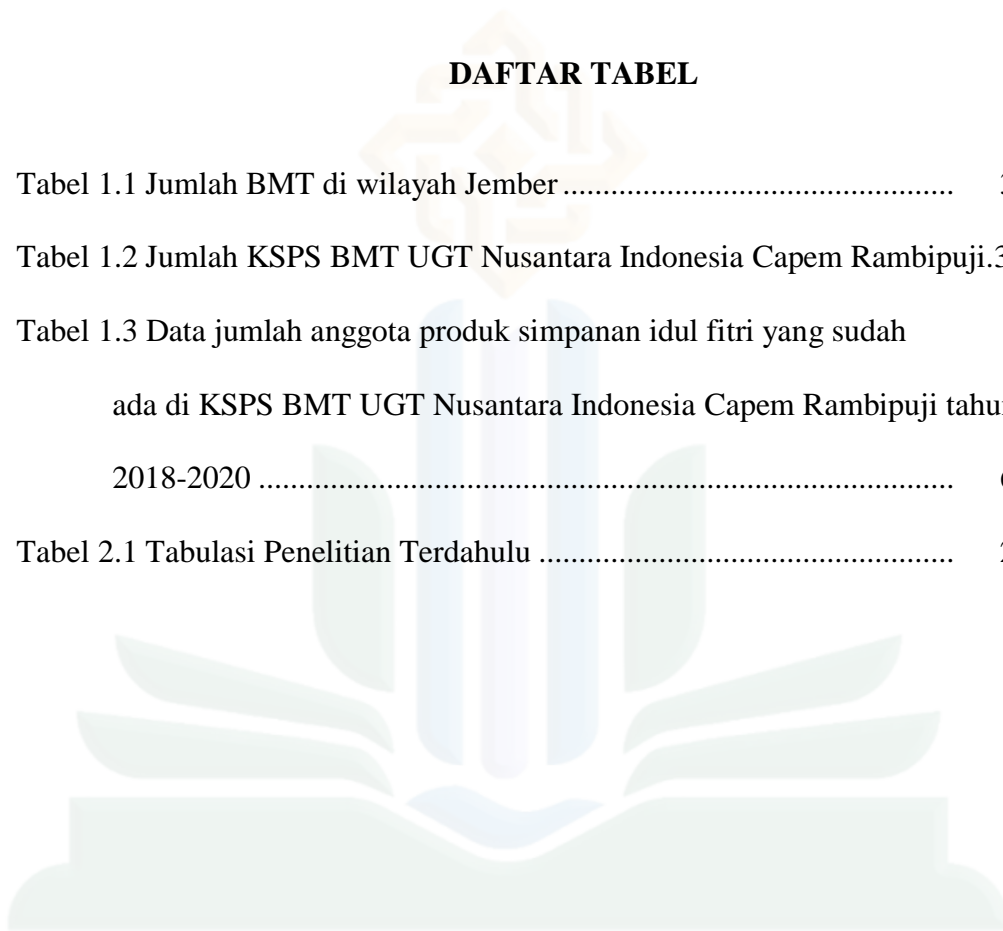 DAFTAR TABEL
Tabel 1.1 Jumlah BMT di wilayah Jember .................................................
Tabel 1.2 Jumlah KSPS BMT UGT Nusantara Indonesia Capem Rambipuji.3
Tabel 1.3 Data jumlah anggota produk simpanan idul fitri yang sudah
ada di KSPS BMT UGT Nusantara Indonesia Capem Rambipuji
2018-2020 ........................................................................................
Tabel 2.1 Tabulasi Penelitian Terdahulu ....................................................